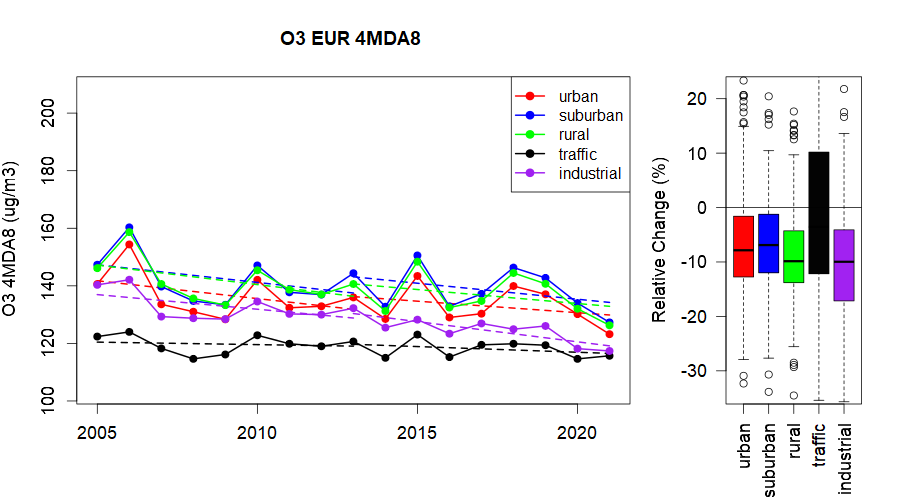 O3 EUR 4MDA8
O3 4MDA8 (ug/m3)
200
180
160
140
120
100
2005
2010
2015
2020
urban
suburban
rural
traffic
industrial
Relative Change (%)
20
10
0
-10
-20
-30
urban
suburban
rural
traffic
industrial